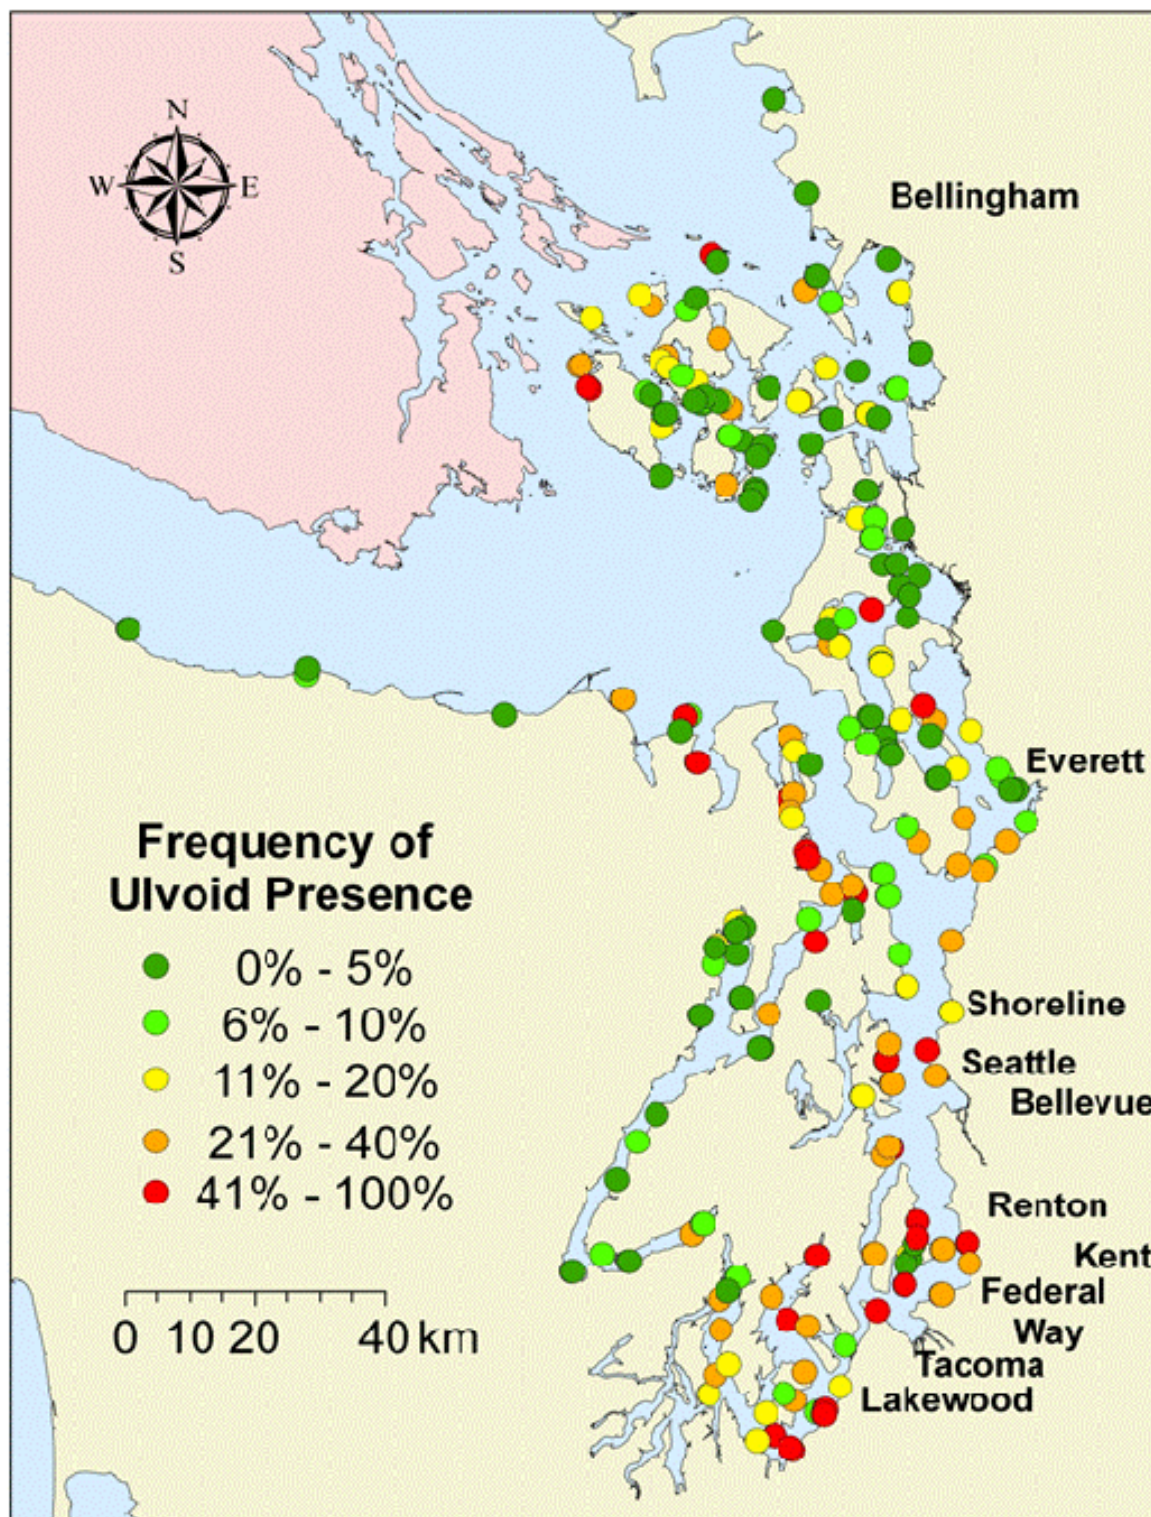 N
Bellingham
W E
S
Everett
Frequency of
Ulvoid Presence
0% - 5%
6% - 10%
11% - 20%
21% - 40%
41% - 100%
Shoreline
Seattle
Bellevue
Renton
Kent
Federal
Way
0 10 20 40 km
Tacoma
Lakewood